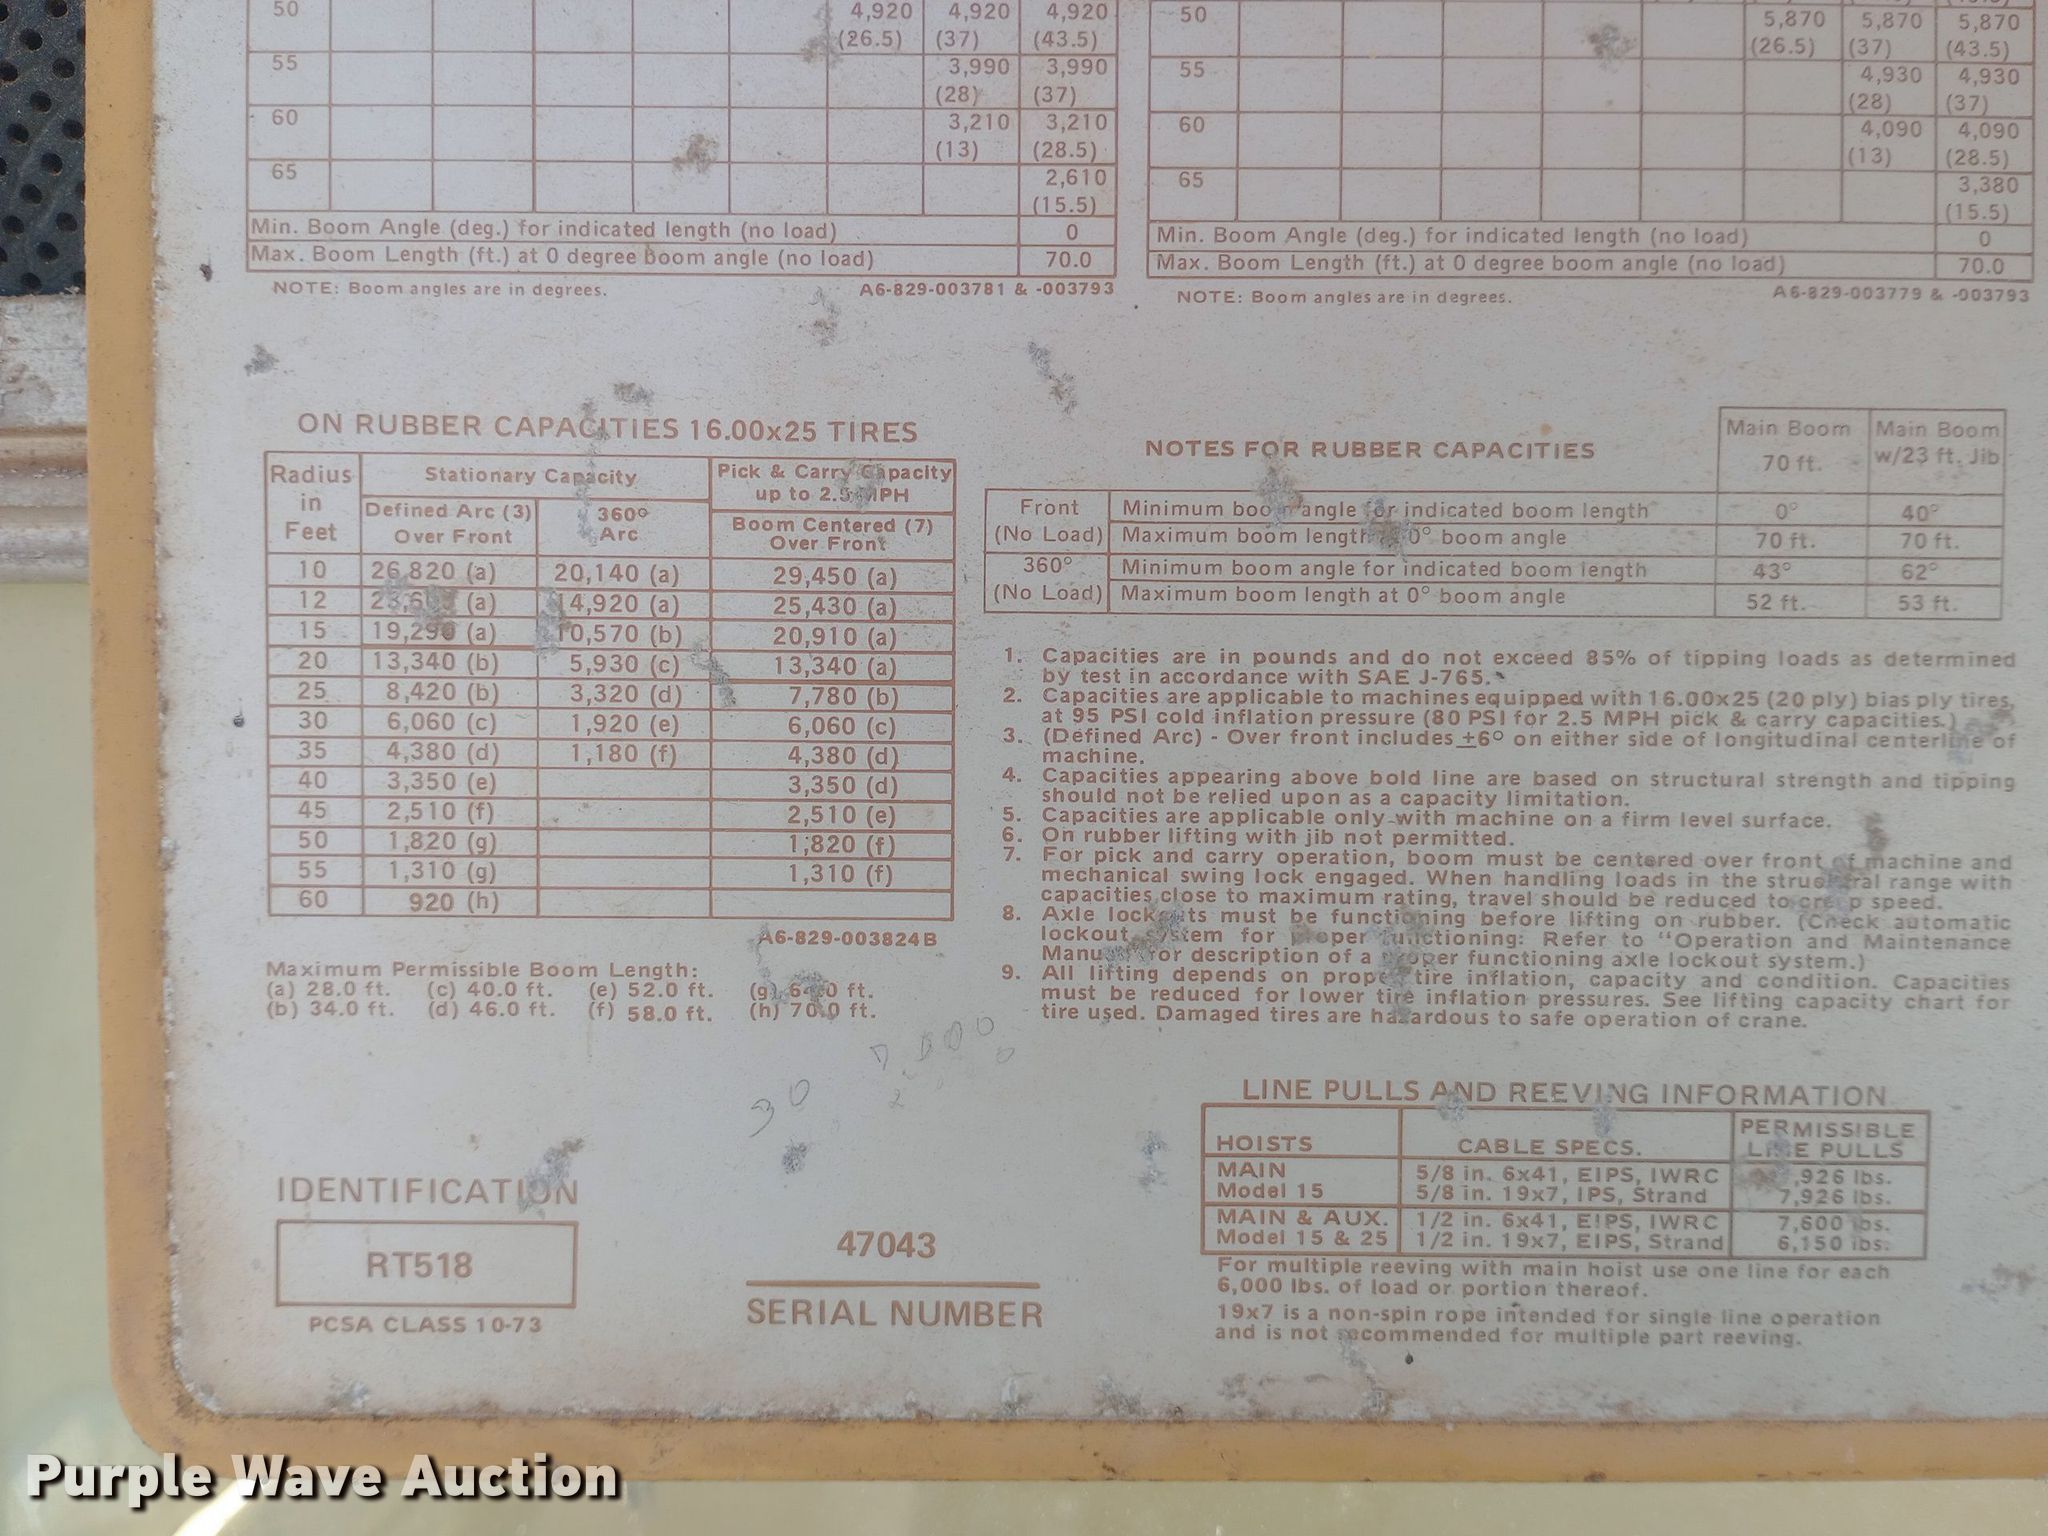 50 4,920 4,920 4,920
(26.5) (37) (43.5)
55 3,990 3,990
(28) (37)
60 3,210 3,210
(13) (28.5)
65 2,610
(15.5)
Min. Boom Angle (deg.) for indicated length (no load) 0
Max. Boom Length (ft.) at 0 degree boom angle (no load) 70.0
NOTE: Boom angles are in degrees. A6-829-003781 & -003793
50 5,870 5,870 5,870
(26.5) (37) (43.5)
55 4,930 4,930
(28) (37)
60 4,090 4,090
(13) (28.5)
65 3,380
(15.5)
Min. Boom Angle (deg.) for indicated length (no load) 0
Max. Boom Length (ft.) at 0 degree boom angle (no load) 70.0
NOTE: Boom angles are in degrees. A6-829-003779 & -003793
ON RUBBER CAPACITIES 16.00x25 TIRES
Radius in Feet
Stationary Capacity
Pick & Carry Capacity
up to 2.5 MPH
Defined Arc (3)
Over Front
360°
Arc
Boom Centered (7)
Over Front
10 26,820 (a) 20,140 (a) 29,450 (a)
12 (a) 14,920 (a) 25,430 (a)
15 19,290 (a) 10,570 (b) 20,910 (a)
20 13,340 (b) 5,930 (c) 13,340 (a)
25 8,420 (b) 3,320 (d) 7,780 (b)
30 6,060 (c) 1,920 (e) 6,060 (c)
35 4,380 (d) 1,180 (f) 4,380 (d)
40 3,350 (e) 3,350 (d)
45 2,510 (f) 2,510 (e)
50 1,820 (g) 1,820 (f)
55 1,310 (g) 1,310 (f)
60 920 (h)
A6-829-003824B
Maximum Permissible Boom Length:
(a) 28.0 ft. (c) 40.0 ft. (e) 52.0 ft. (g) ft.
(b) 34.0 ft. (d) 46.0 ft. (f) 58.0 ft. (h) 70.0 ft.
NOTES FOR RUBBER CAPACITIES
Main Boom
70 ft.
Main Boom
w/23 ft. Jib
Front
(No Load)
Minimum boom angle for indicated boom length 0° 40°
Maximum boom length 0° boom angle 70 ft. 70 ft.
360°
(No Load)
Minimum boom angle for indicated boom length 43° 62°
Maximum boom length at 0° boom angle 52 ft. 53 ft.
1. Capacities are in pounds and do not exceed 85% of tipping loads as determined
by test in accordance with SAE J-765.
2. Capacities are applicable to machines equipped with 16.00x25 (20 ply) bias ply tires,
at 95 PSI cold inflation pressure (80 PSI for 2.5 MPH pick & carry capacities.)
3. (Defined Arc) - Over front includes ±6° on either side of longitudinal centerline of
machine.
4. Capacities appearing above bold line are based on structural strength and tipping
should not be relied upon as a capacity limitation.
5. Capacities are applicable only with machine on a firm level surface.
6. On rubber lifting with jib not permitted.
7. For pick and carry operation, boom must be centered over front of machine and
mechanical swing lock engaged. When handling loads in the structural range with
capacities close to maximum rating, travel should be reduced to creep speed.
8. Axle lockouts must be functioning before lifting on rubber. (Check automatic
lockout system for proper functioning: Refer to "Operation and Maintenance
Manual" for description of a proper functioning axle lockout system.)
9. All lifting depends on proper tire inflation, capacity and condition. Capacities
must be reduced for lower tire inflation pressures. See lifting capacity chart for
tire used. Damaged tires are hazardous to safe operation of crane.
30
IDENTIFICATION
RT518
PCSA CLASS 10-73
47043
SERIAL NUMBER
LINE PULLS AND REEVING INFORMATION
HOISTS CABLE SPECS. PERMISSIBLE
LINE PULLS
MAIN 5/8 in. 6x41, EIPS, IWRC ,926 lbs.
Model 15 5/8 in. 19x7, IPS, Strand 7,926 lbs.
MAIN & AUX. 1/2 in. 6x41, EIPS, IWRC 7,600 lbs.
Model 15 & 25 1/2 in. 19x7, EIPS, Strand 6,150 lbs.
For multiple reeving with main hoist use one line for each
6,000 lbs. of load or portion thereof.
19x7 is a non-spin rope intended for single line operation
and is not recommended for multiple part reeving.
Purple Wave Auction